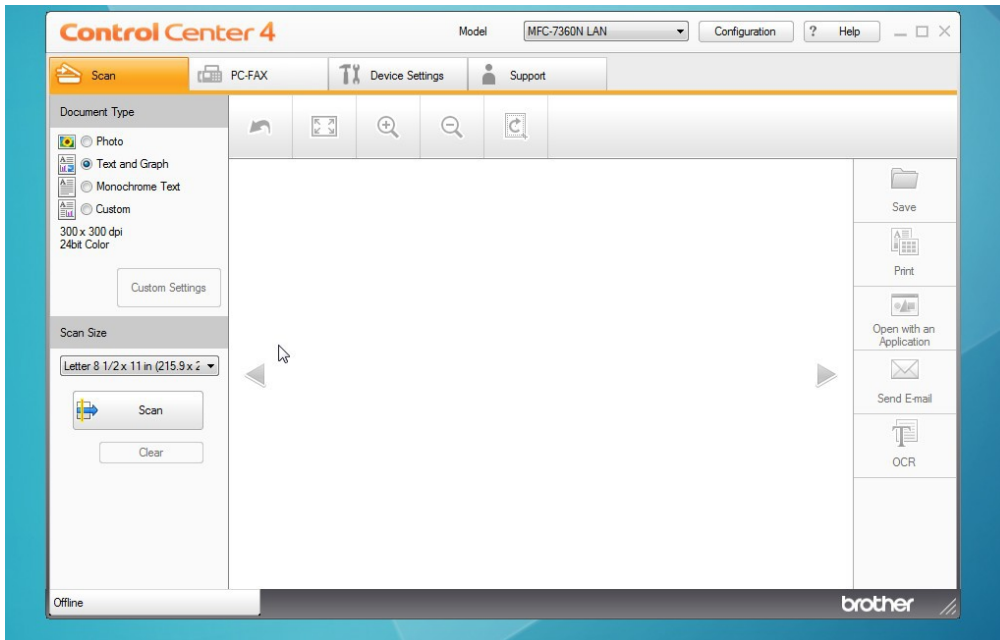 Control Center 4
Model
MFC-7360N LAN
Configuration
? Help
Scan
PC-FAX
Device Settings
Support
Document Type
Photo
Text and Graph
Monochrome Text
Custom
300 x 300 dpi
24bit Color
Custom Settings
Scan Size
Letter 8 1/2 x 11 in (215.9 x 2
Scan
Clear
Save
Print
Open with an
Application
Send E-mail
OCR
Offline
brother